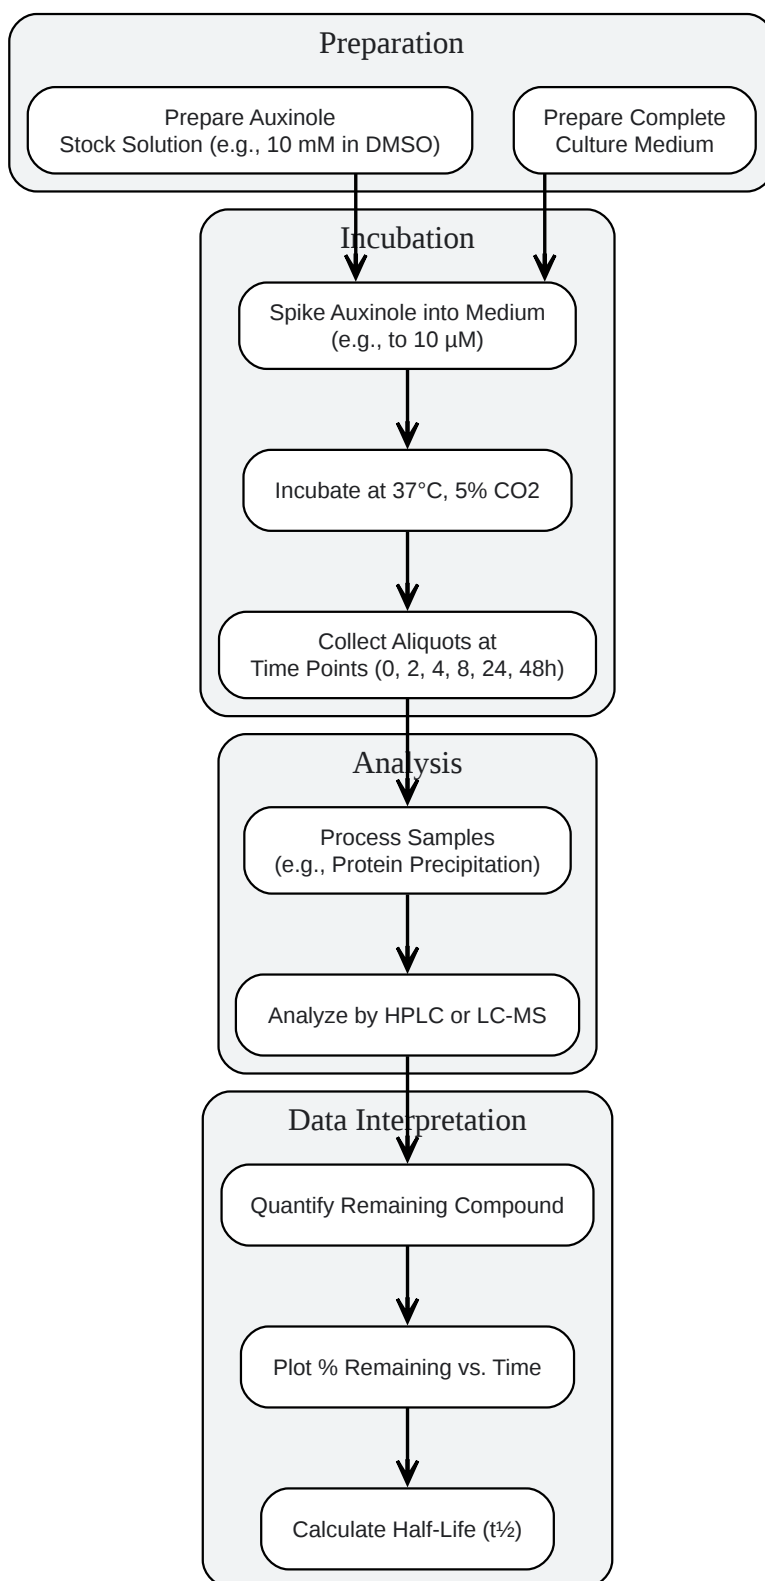 Preparation
Prepare Auxinole
Stock Solution (e.g., 10 mM in DMSO)
Prepare Complete
Culture Medium
Incubation
Spike Auxinole into Medium
(e.g., to 10 µM)
Incubate at 37°C, 5% CO2
Collect Aliquots at
Time Points (0, 2, 4, 8, 24, 48h)
Analysis
Process Samples
(e.g., Protein Precipitation)
Analyze by HPLC or LC-MS
Data Interpretation
Quantify Remaining Compound
Plot % Remaining vs. Time
Calculate Half-Life (t½)